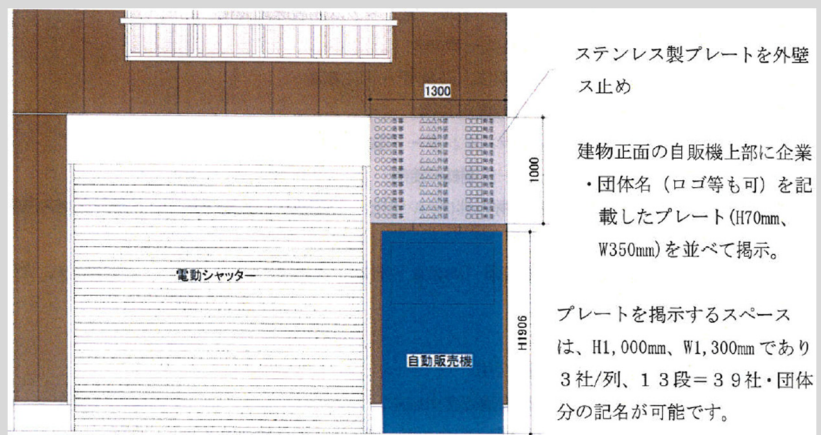 ステンレス製プレートを外壁
ス止め
1300
1000
建物正面の自販機上部に企業
・団体名（ロゴ等も可）を記
載したプレート(H70mm、
W350mm)を並べて掲示。
電動シャッター
H1906
自動販売機
プレートを掲示するスペース
は、H1,000mm、W1,300mmであり
３社/列、１３段＝３９社・団体
分の記名が可能です。